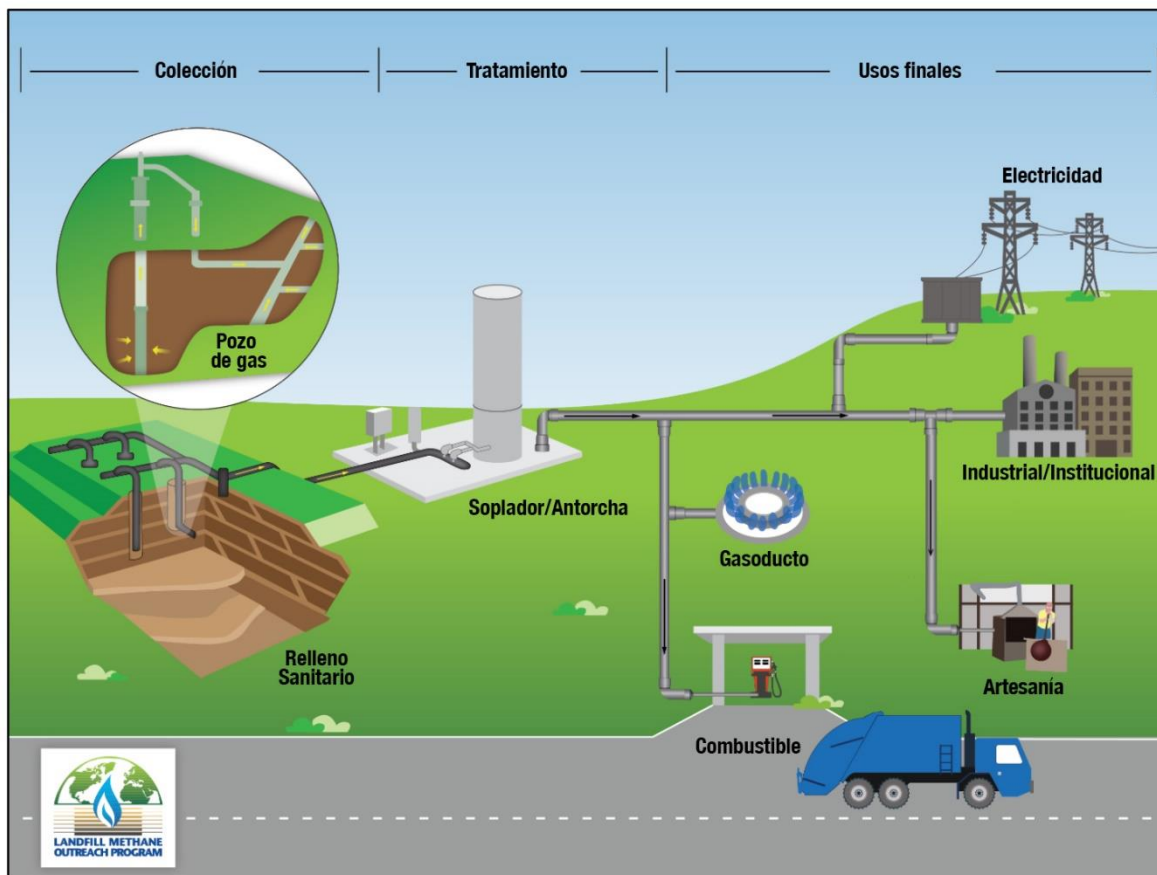 Colección
Tratamiento
Usos finales
Electricidad
Pozo
de gas
Industrial/Institucional
Soplador/Antorcha
Gasoducto
Relleno
Sanitario
Artesanía
Combustible
LANDFILL METHANE
OUTREACH PROGRAM